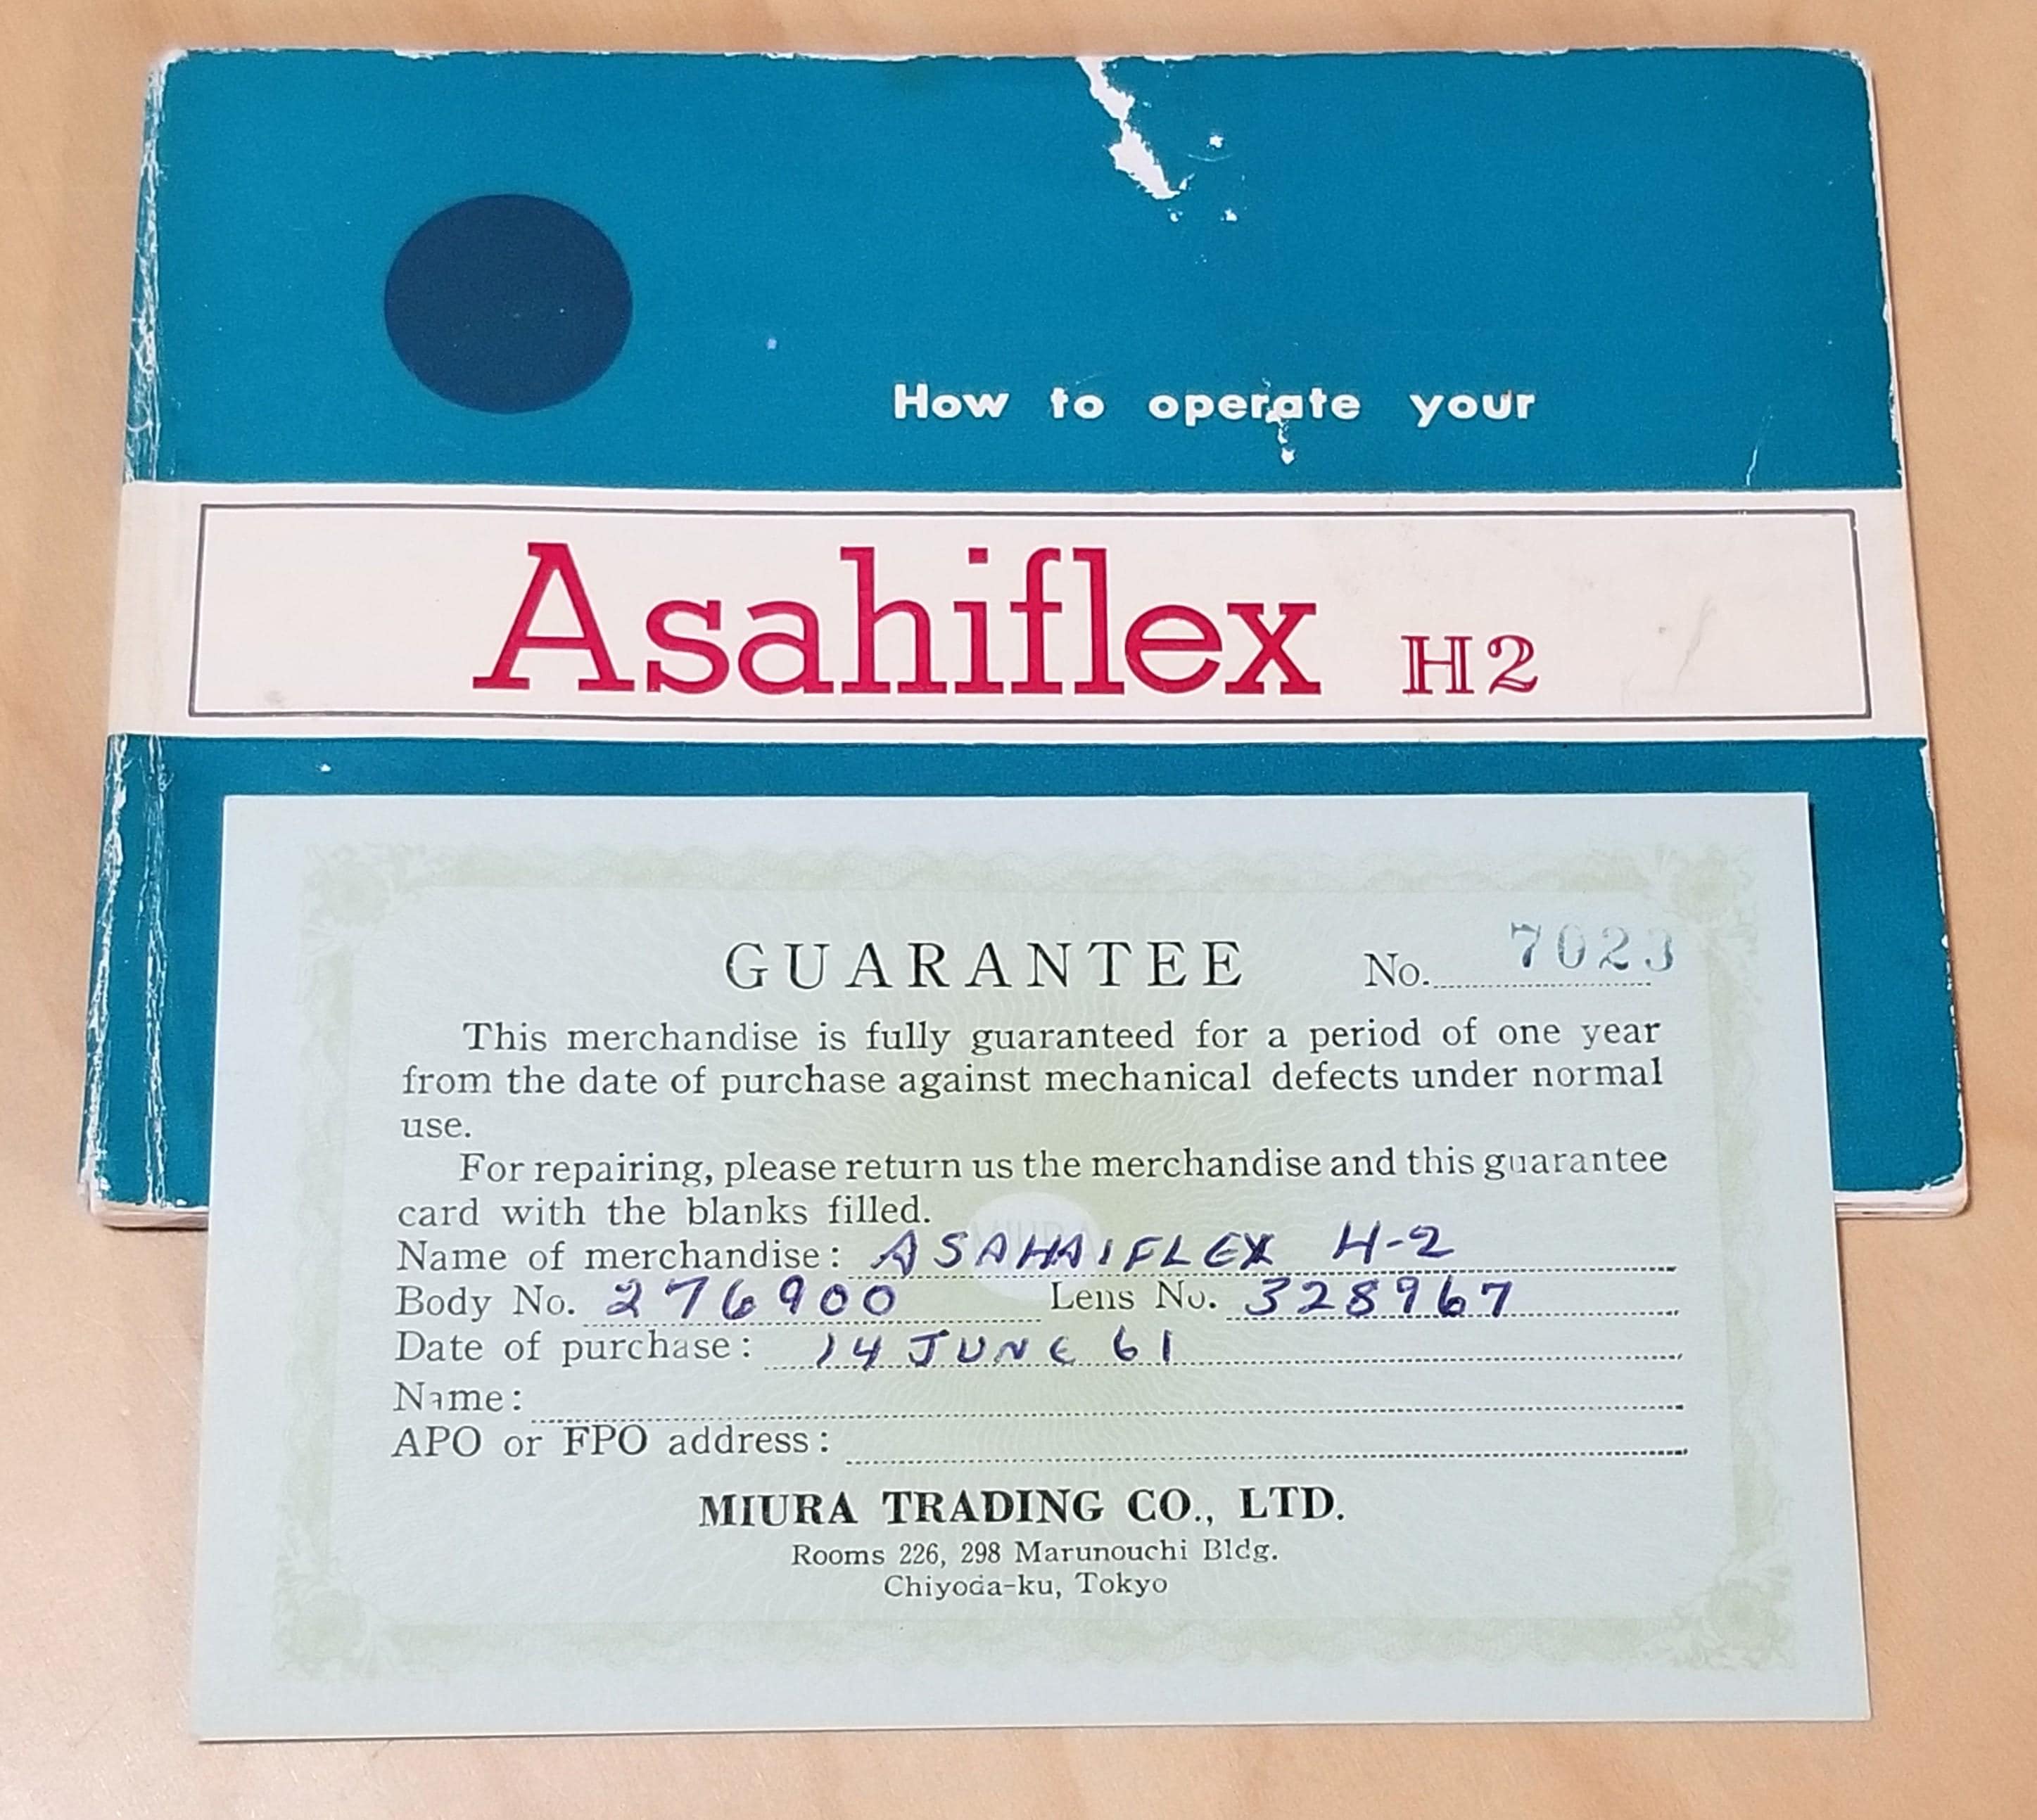 How to operate your
Asahiflex H2
GUARANTEE No. 7023
This merchandise is fully guaranteed for a period of one year
from the date of purchase against mechanical defects under normal
use.
For repairing, please return us the merchandise and this guarantee
card with the blanks filled.
MIURA
Name of merchandise: ASAHAIFLEX H-2
Body No. 276900 Lens No. 328967
Date of purchase: 14 JUNE 61
Name:
APO or FPO address:
MIURA TRADING CO., LTD.
Rooms 226, 298 Marunouchi Bldg.
Chiyoda-ku, Tokyo